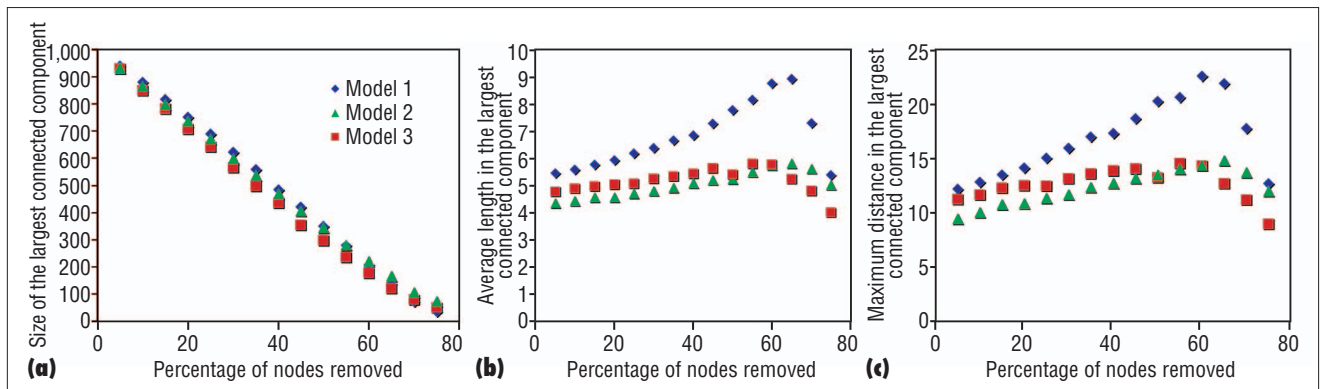 Size of the largest connected component
1,000
900
800
700
600
500
400
300
200
100
0
0 20 40 60 80
Percentage of nodes removed
(a)
Model 1
Model 2
Model 3
Average length in the largest
connected component
10
9
8
7
6
5
4
3
2
1
0
0 20 40 60 80
Percentage of nodes removed
(b)
Maximum distance in the largest
connected component
25
20
15
10
5
0
0 20 40 60 80
Percentage of nodes removed
(c)